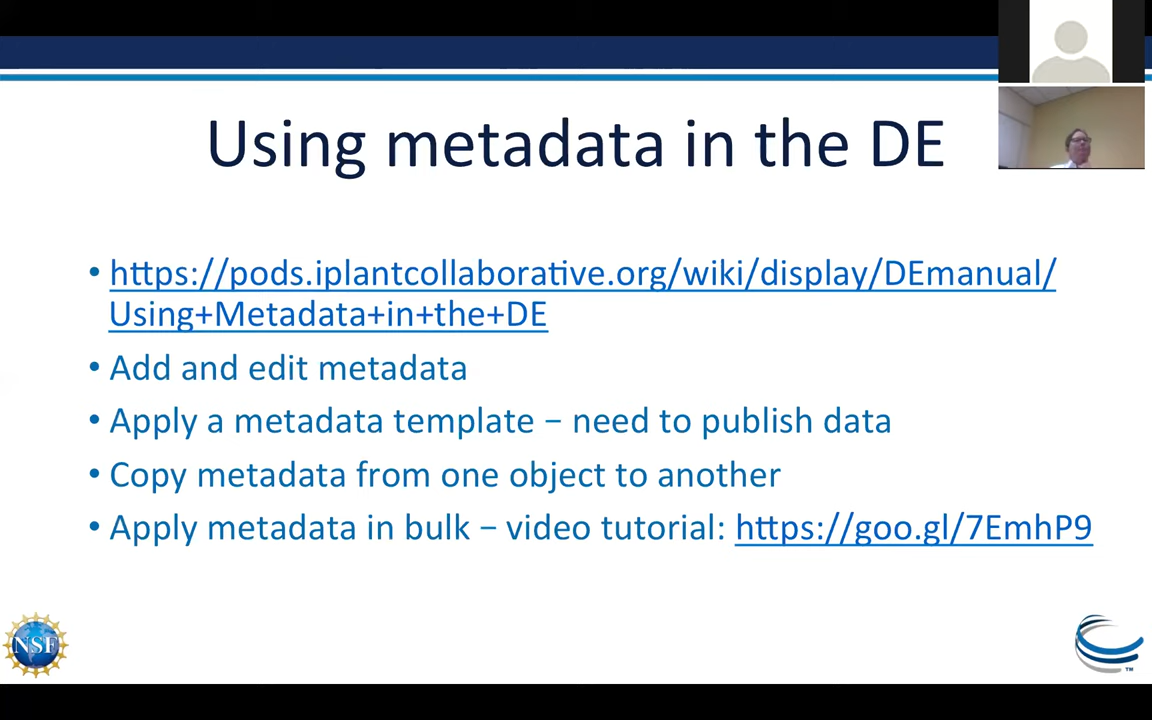 Using metadata in the DE
• https://pods.iplantcollaborative.org/wiki/display/DEmanual/
Using+Metadata+in+the+DE
• Add and edit metadata
• Apply a metadata template – need to publish data
• Copy metadata from one object to another
• Apply metadata in bulk – video tutorial: https://goo.gl/7EmhP9
NSF
TM